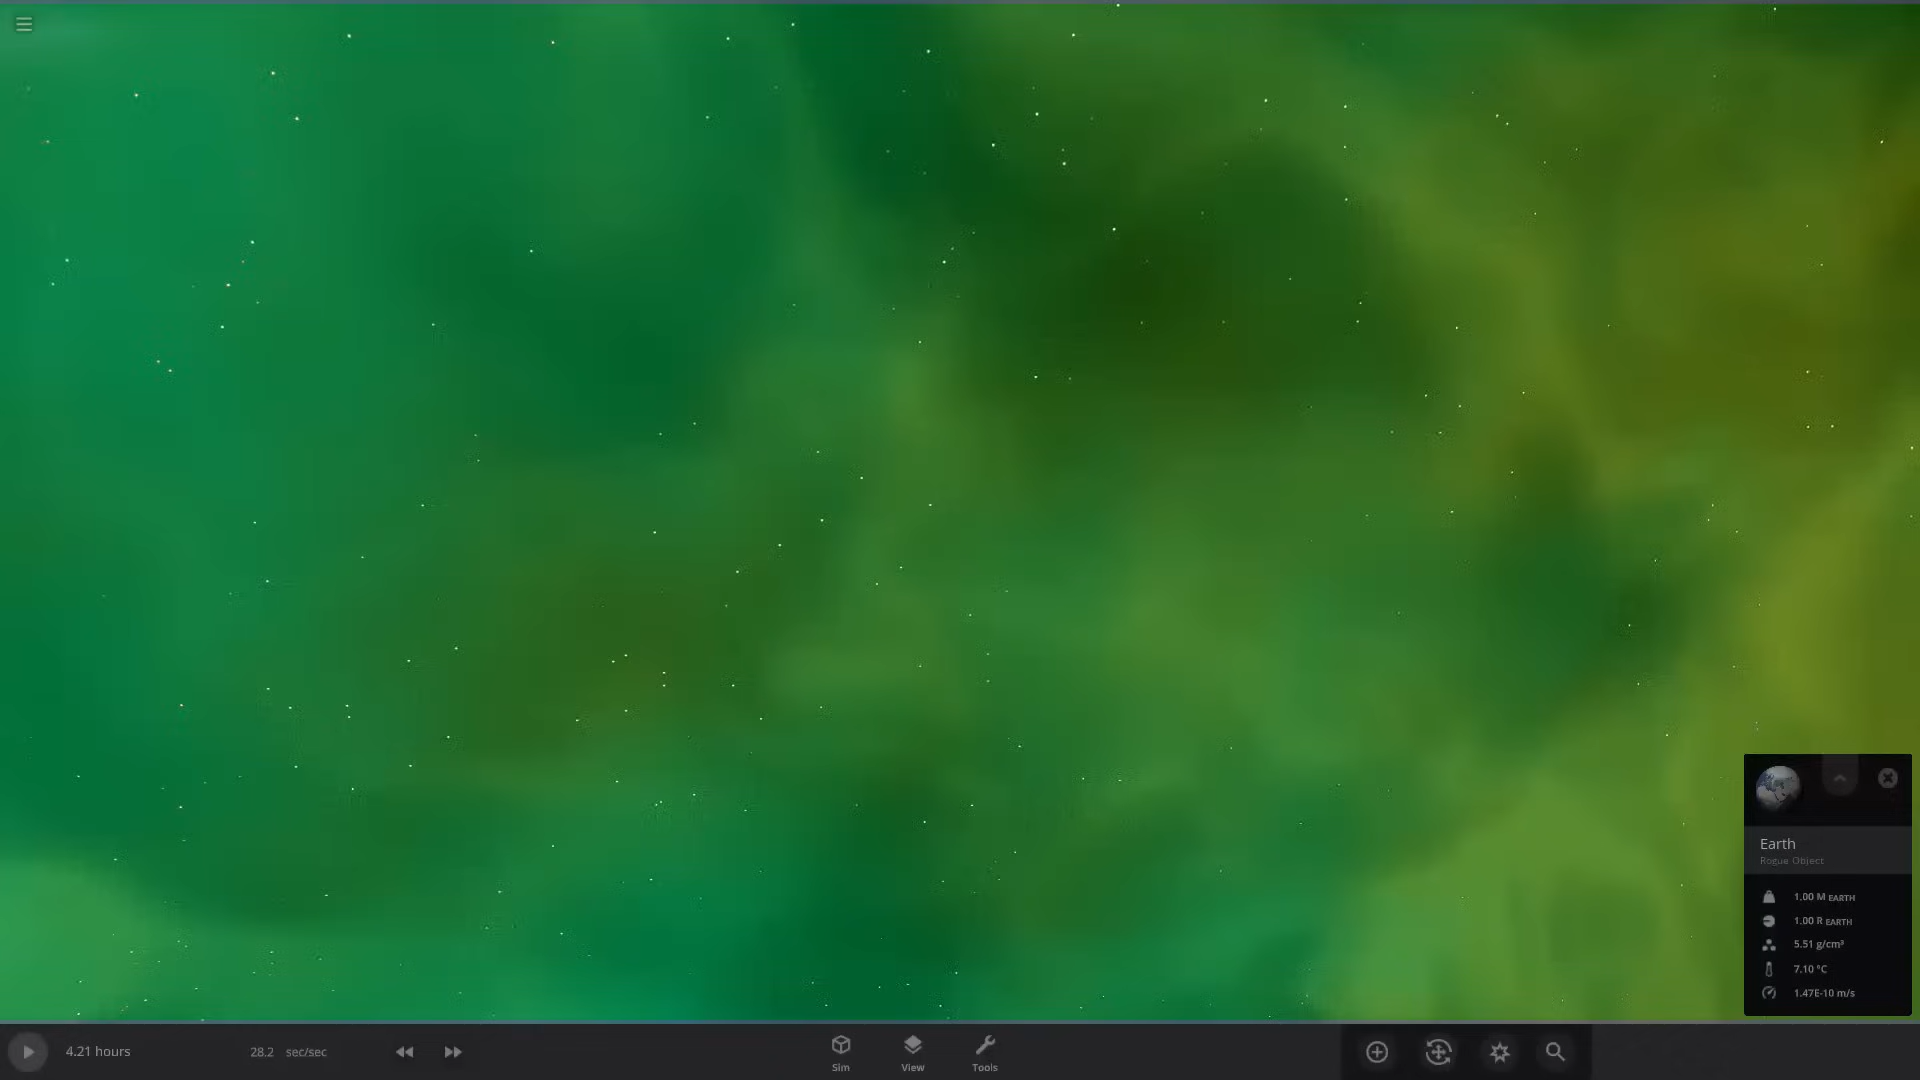 Earth
Rogue Object
1.00 M EARTH
1.00 R EARTH
5.51 g/cm³
7.10 °C
1.47E-10 m/s
4.21 hours
28.2 sec/sec
Sim
View
Tools